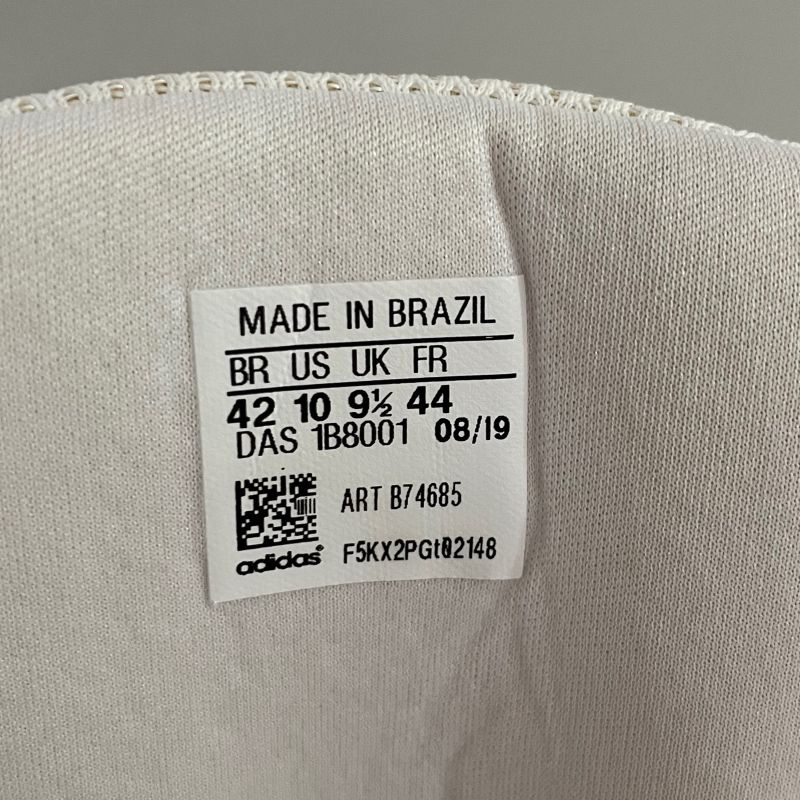 MADE IN BRAZIL
BR US UK FR
42 10 9½ 44
DAS 1B8001 08/19
ART B74685
adidas® F5KX2PGt02148